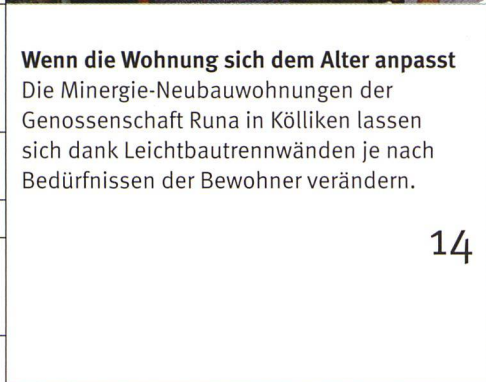 Wenn die Wohnung sich dem Alter anpasst
Die Minergie-Neubauwohnungen der
Genossenschaft Runa in Kölliken lassen
sich dank Leichtbautrennwänden je nach
Bedürfnissen der Bewohner verändern.
14